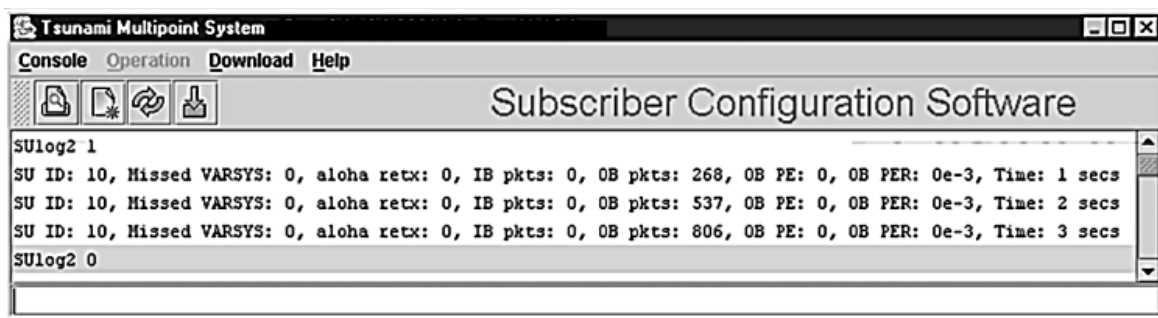 Tsunami Multipoint System
Console Operation Download Help
Subscriber Configuration Software
SUlog2 1
SU ID: 10, Missed VARSYS: 0, aloha retx: 0, IB pkts: 0, OB pkts: 268, OB PE: 0, OB PER: 0e-3, Time: 1 secs
SU ID: 10, Missed VARSYS: 0, aloha retx: 0, IB pkts: 0, OB pkts: 537, OB PE: 0, OB PER: 0e-3, Time: 2 secs
SU ID: 10, Missed VARSYS: 0, aloha retx: 0, IB pkts: 0, OB pkts: 806, OB PE: 0, OB PER: 0e-3, Time: 3 secs
SUlog2 0